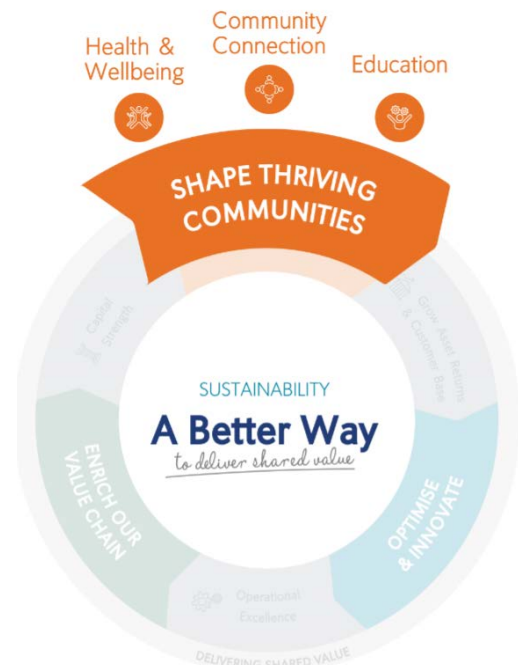 Health &
Wellbeing
Community
Connection
Education
SHAPE THRIVING
COMMUNITIES
Capital
Strength
Grow Asset Returns
& Customer Base
SUSTAINABILITY
A Better Way
to deliver shared value
ENRICH OUR
VALUE CHAIN
OPTIMISE
& INNOVATE
Operational
Excellence
DELIVERING SHARED VALUE